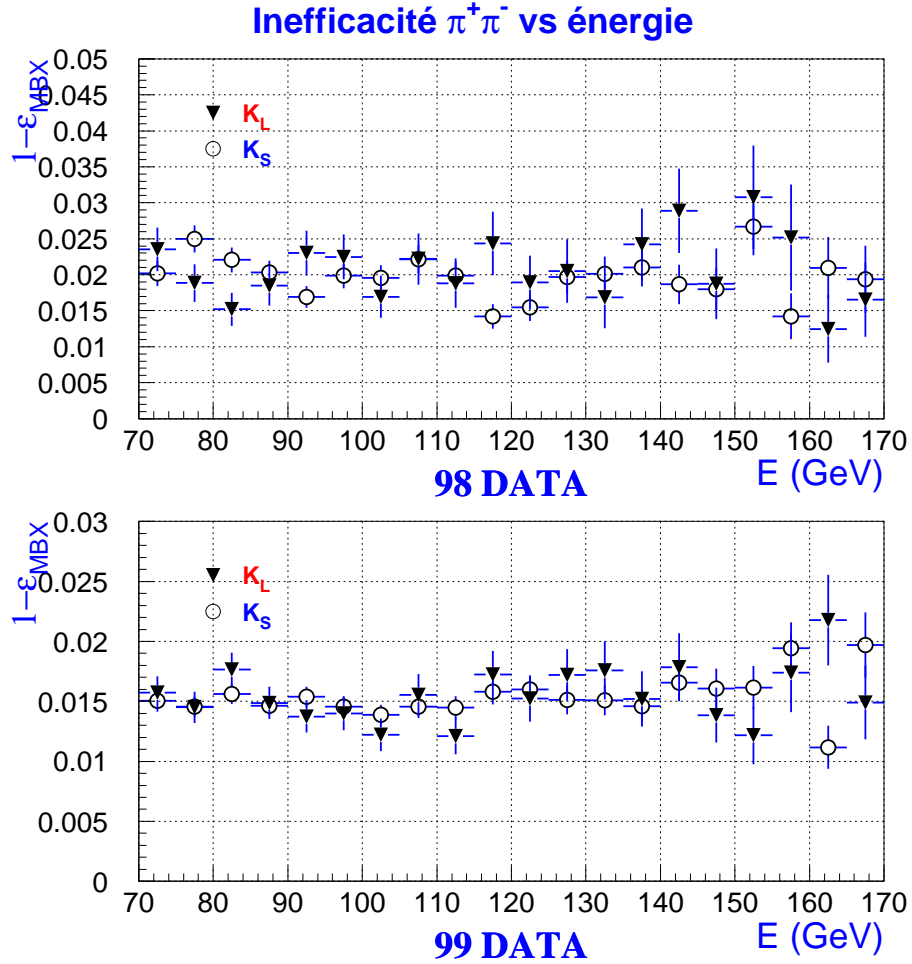 Inefficacité π⁺π⁻ vs énergie
1−ε_MBX
0.05
0.045
0.04
0.035
0.03
0.025
0.02
0.015
0.01
0.005
0
K_L
K_S
70 80 90 100 110 120 130 140 150 160 170
E (GeV)
98 DATA
1−ε_MBX
0.03
0.025
0.02
0.015
0.01
0.005
0
K_L
K_S
70 80 90 100 110 120 130 140 150 160 170
E (GeV)
99 DATA